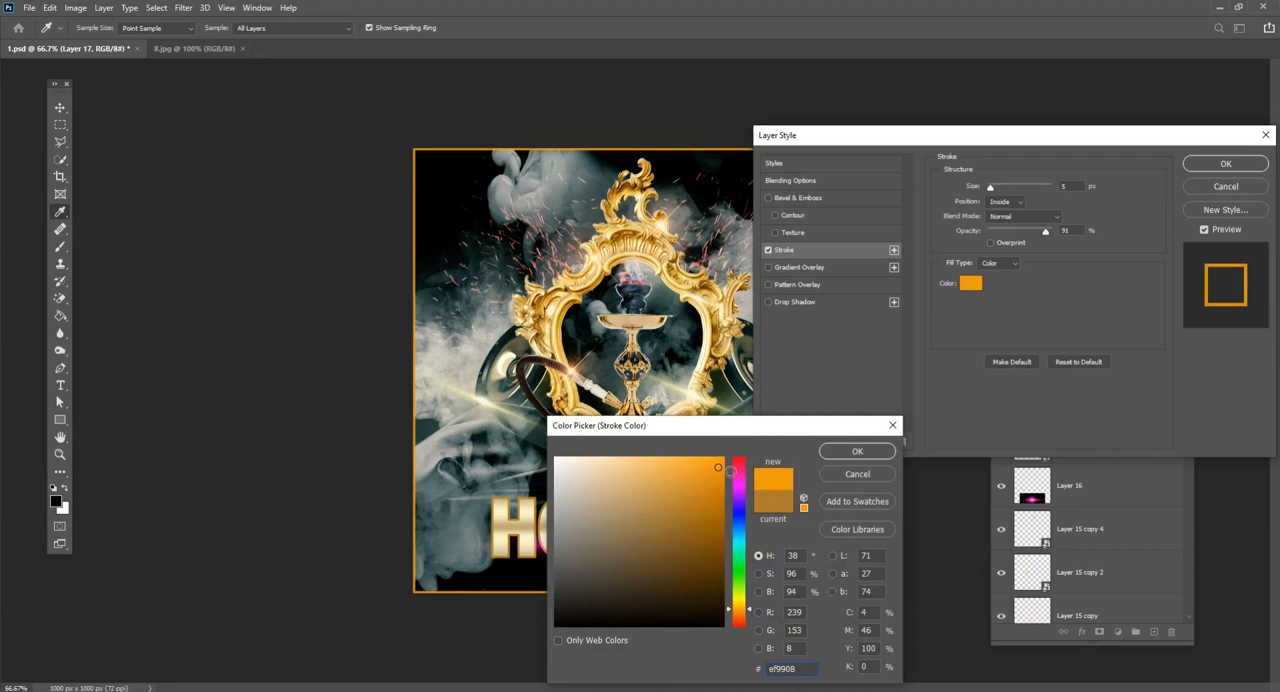 Ps File Edit Image Layer Type Select Filter 3D View Window Help
Sample Size: Point Sample Sample: All Layers Show Sampling Ring
1.psd @ 66.7% (Layer 17, RGB/8#) * × 8.jpg @ 100% (RGB/8#) ×
Layer Style
Styles
Blending Options
Bevel & Emboss
Contour
Texture
Stroke
Gradient Overlay
Pattern Overlay
Drop Shadow
Stroke
Structure
Size: 5 px
Position: Inside
Blend Mode: Normal
Opacity: 91 %
Overprint
Fill Type: Color
Color:
Make Default Reset to Default
OK
Cancel
New Style...
Preview
HO
Color Picker (Stroke Color)
new
current
OK
Cancel
Add to Swatches
Color Libraries
H: 38 ° L: 71
S: 96 % a: 27
B: 94 % b: 74
R: 239 C: 4 %
G: 153 M: 46 %
B: 8 Y: 100 %
# ef9908 K: 0 %
Only Web Colors
Layer 16
Layer 15 copy 4
Layer 15 copy 2
Layer 15 copy
fx
66.67% 1000 px x 1000 px (72 ppi)